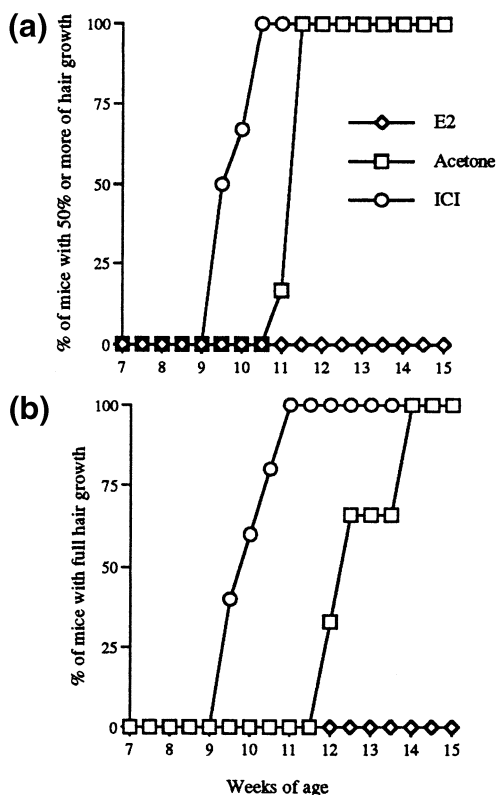 (a)
% of mice with 50% or more of hair growth
100
75
50
25
0
7 8 9 10 11 12 13 14 15
E2
Acetone
ICI
(b)
% of mice with full hair growth
100
75
50
25
0
7 8 9 10 11 12 13 14 15
Weeks of age